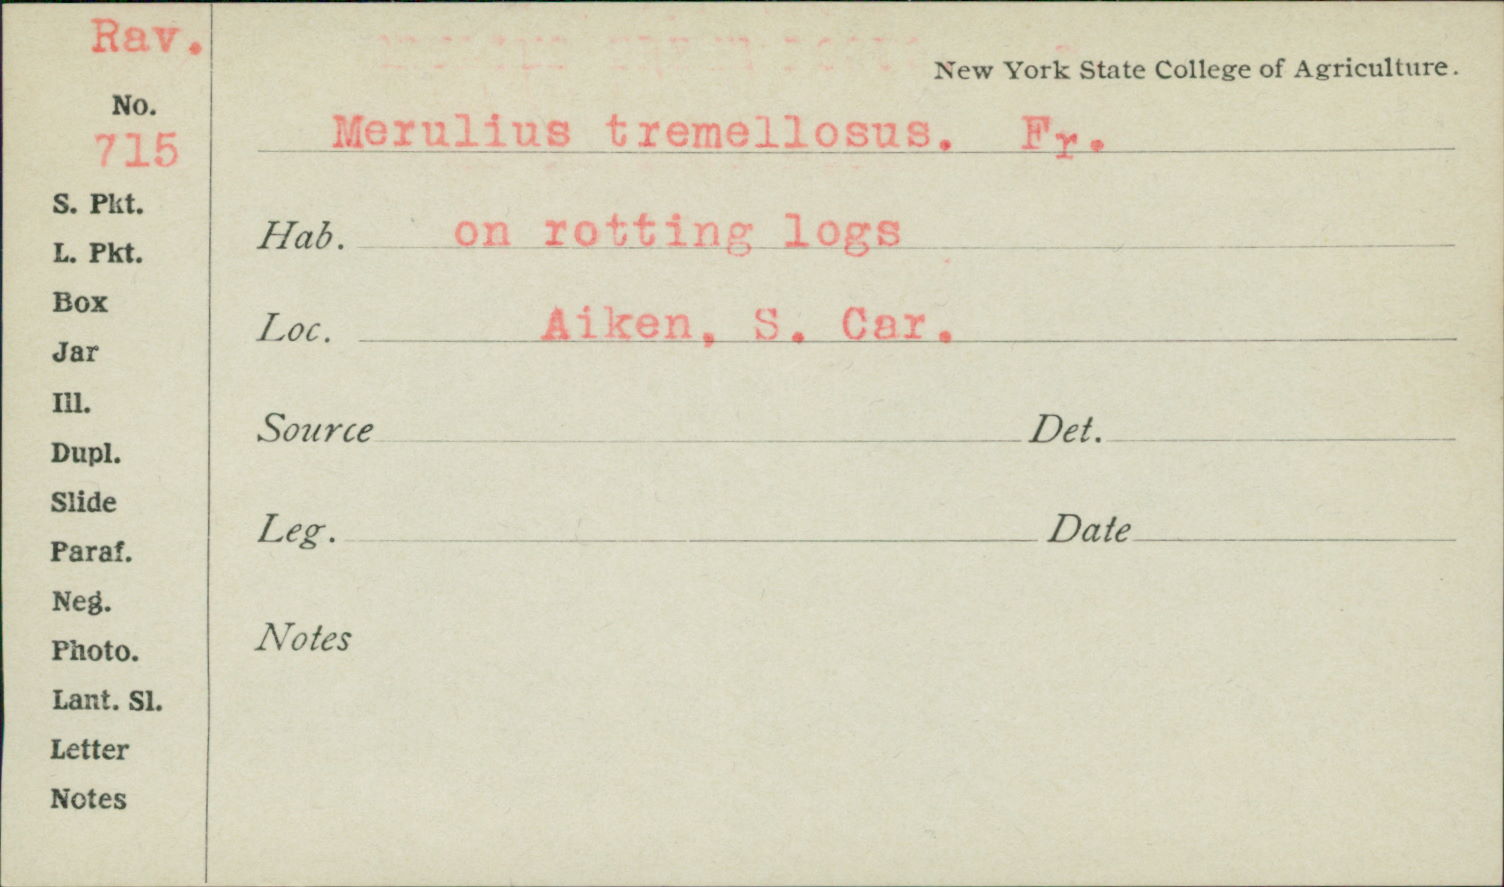 Rav.
New York State College of Agriculture.
No.
715
Merulius tremellosus. Fr.
S. Pkt.
L. Pkt.
Box
Jar
Ill.
Dupl.
Slide
Paraf.
Neg.
Photo.
Lant. Sl.
Letter
Notes
Hab. on rotting logs
Loc. Aiken, S. Car.
Source Det.
Leg. Date
Notes